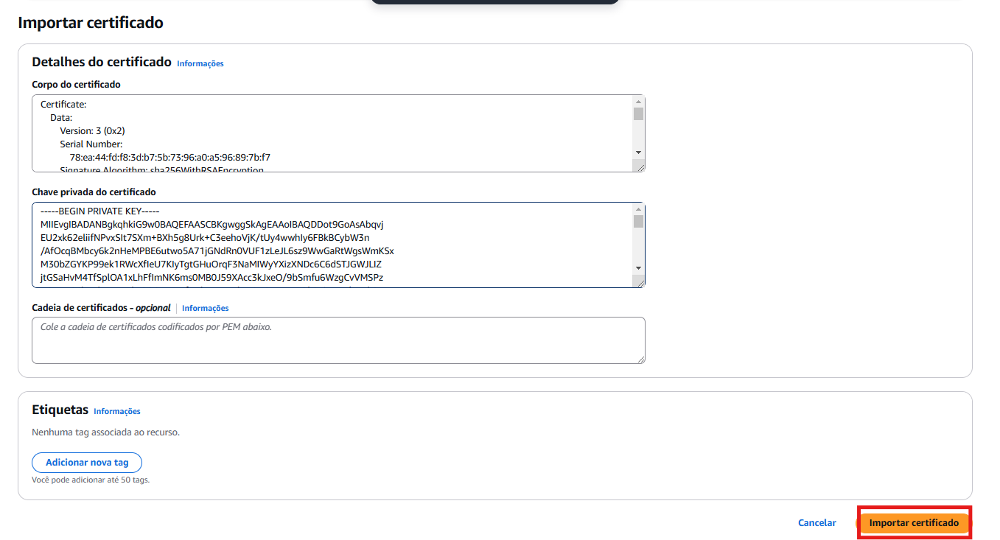 Importar certificado
Detalhes do certificado Informações
Corpo do certificado
Certificate:
Data:
Version: 3 (0x2)
Serial Number:
78:ea:44:fd:f8:3d:b7:5b:73:96:a0:a5:96:89:7b:f7
Signature Algorithm: sha256WithRSAEncryption
Chave privada do certificado
-----BEGIN PRIVATE KEY-----
MIIEvgIBADANBgkqhkiG9w0BAQEFAASCBKgwggSkAgEAAoIBAQDDot9GoAsAbqvj
EU2xk62eliifNPvxSIt7SXm+BXh5g8Urk+C3eehoVjK/tUy4wwhIy6FBkBCybW3n
/AfOcqBMbcy6k2nHeMPBE6utwo5A71jGNdRn0VUF1zLeJL6sz9WwGaRtWgsWmKSx
M30bZGYKP99ek1RWcXfIeU7KIyTgtGHuOrqF3NaMIWyYXizXNDc6C6dSTJGWJLIZ
jtGSaHvM4TfSplOA1xLhFfImNK6ms0MB0J59XAcc3kJxeO/9bSmfu6WzgCvVMSPz
Cadeia de certificados - opcional Informações
Cole a cadeia de certificados codificados por PEM abaixo.
Etiquetas Informações
Nenhuma tag associada ao recurso.
Adicionar nova tag
Você pode adicionar até 50 tags.
Cancelar Importar certificado